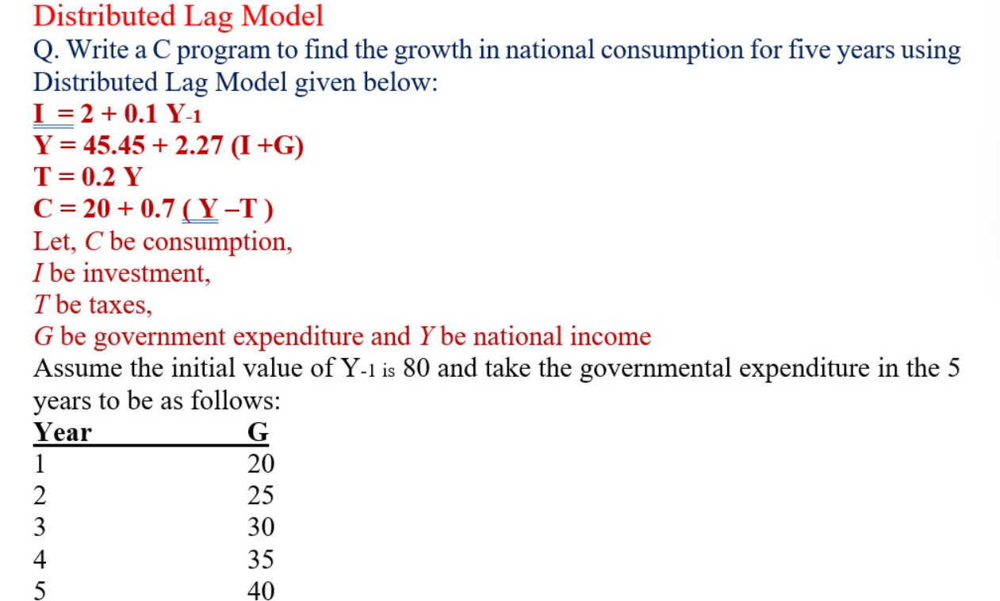 Distributed Lag Model
Q. Write a C program to find the growth in national consumption for five years using
Distributed Lag Model given below:
I = 2 + 0.1 Y-1
Y = 45.45 + 2.27 (I +G)
T = 0.2 Y
C = 20 + 0.7 ( Y –T )
Let, C be consumption,
I be investment,
T be taxes,
G be government expenditure and Y be national income
Assume the initial value of Y-1 is 80 and take the governmental expenditure in the 5
years to be as follows:
Year G
1 20
2 25
3 30
4 35
5 40